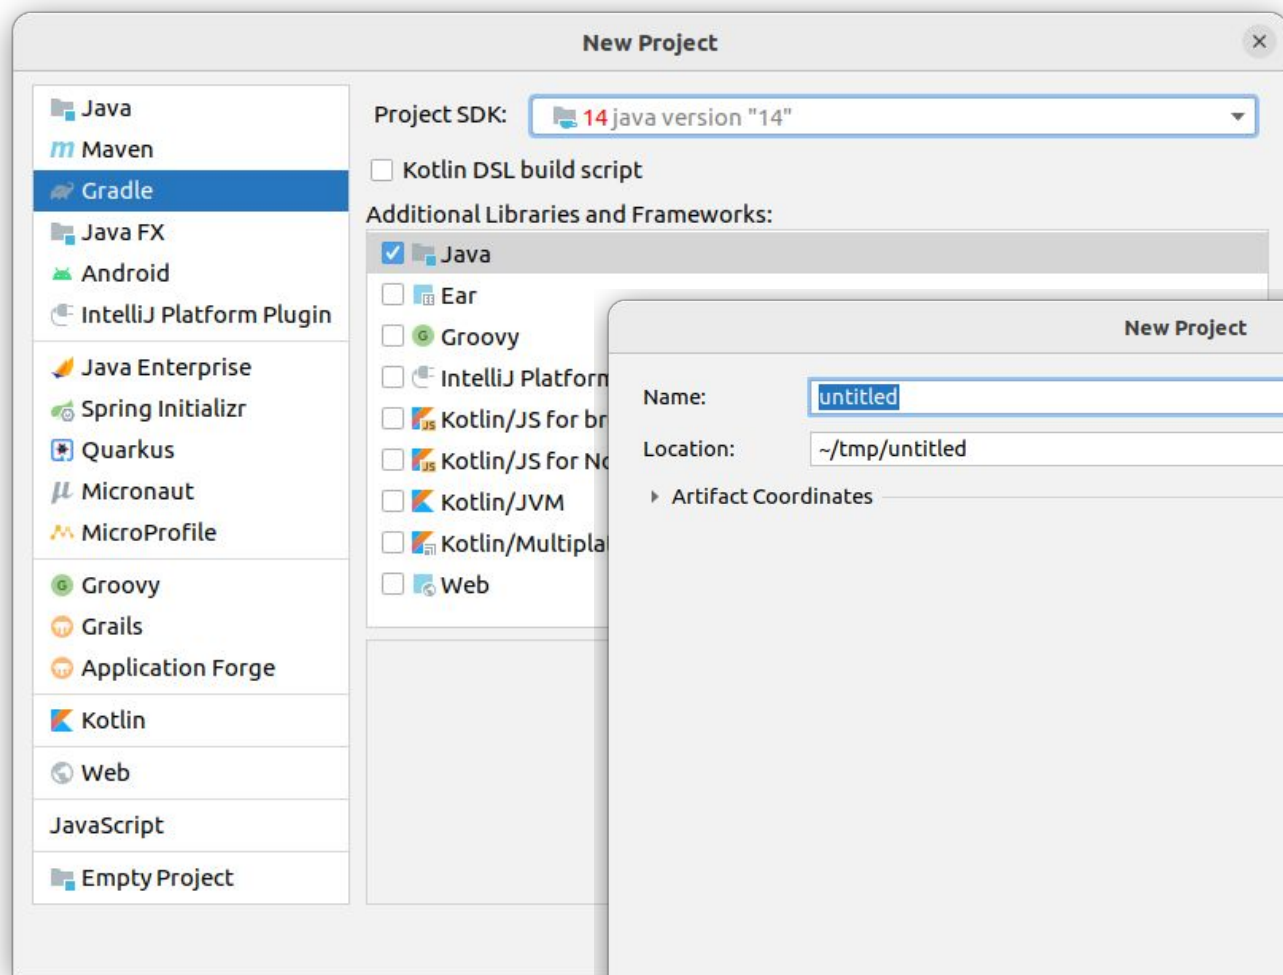 New Project
Java
Maven
Gradle
Java FX
Android
IntelliJ Platform Plugin
Java Enterprise
Spring Initializr
Quarkus
Micronaut
MicroProfile
Groovy
Grails
Application Forge
Kotlin
Web
JavaScript
Empty Project
Project SDK: 14 java version "14"
Kotlin DSL build script
Additional Libraries and Frameworks:
Java
Ear
Groovy
IntelliJ Platform
Kotlin/JS for br
Kotlin/JS for No
Kotlin/JVM
Kotlin/Multipla
Web
New Project
Name: untitled
Location: ~/tmp/untitled
Artifact Coordinates